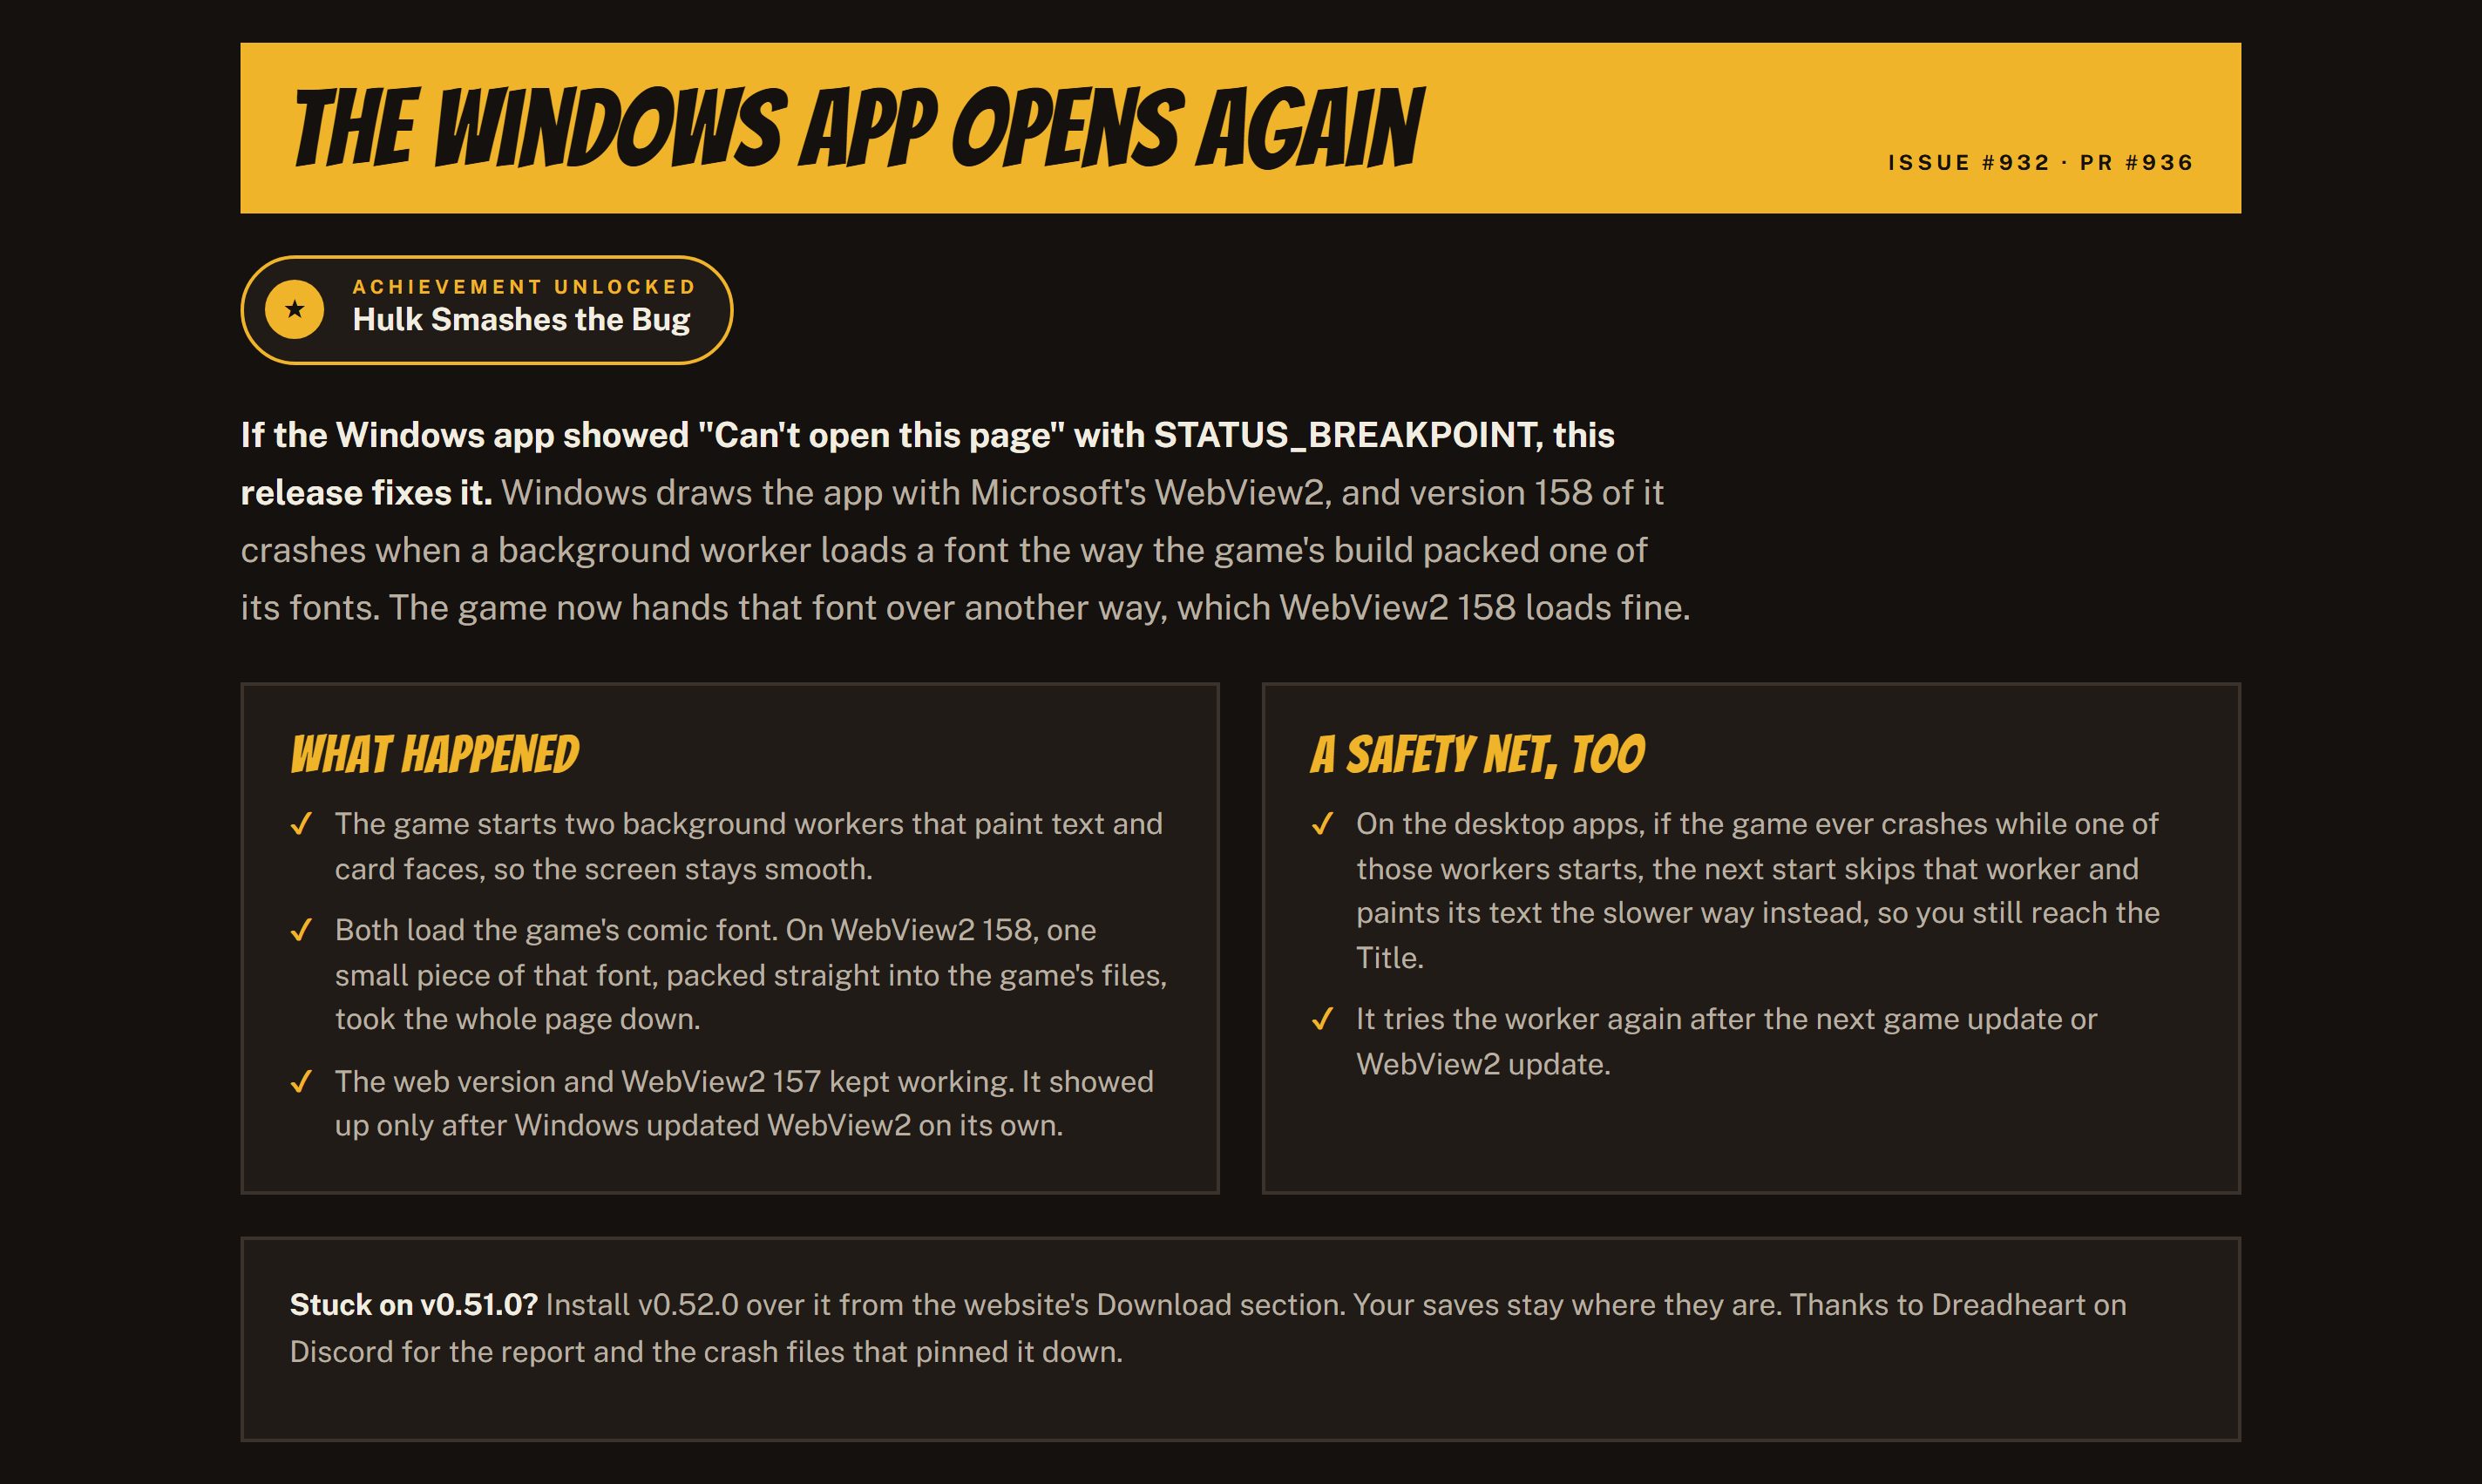 THE WINDOWS APP OPENS AGAIN
ISSUE #932 · PR #936
★
ACHIEVEMENT UNLOCKED
Hulk Smashes the Bug
If the Windows app showed "Can't open this page" with STATUS_BREAKPOINT, this
release fixes it. Windows draws the app with Microsoft's WebView2, and version 158 of it
crashes when a background worker loads a font the way the game's build packed one of
its fonts. The game now hands that font over another way, which WebView2 158 loads fine.
WHAT HAPPENED
✓ The game starts two background workers that paint text and
card faces, so the screen stays smooth.
✓ Both load the game's comic font. On WebView2 158, one
small piece of that font, packed straight into the game's files,
took the whole page down.
✓ The web version and WebView2 157 kept working. It showed
up only after Windows updated WebView2 on its own.
A SAFETY NET, TOO
✓ On the desktop apps, if the game ever crashes while one of
those workers starts, the next start skips that worker and
paints its text the slower way instead, so you still reach the
Title.
✓ It tries the worker again after the next game update or
WebView2 update.
Stuck on v0.51.0? Install v0.52.0 over it from the website's Download section. Your saves stay where they are. Thanks to Dreadheart on
Discord for the report and the crash files that pinned it down.